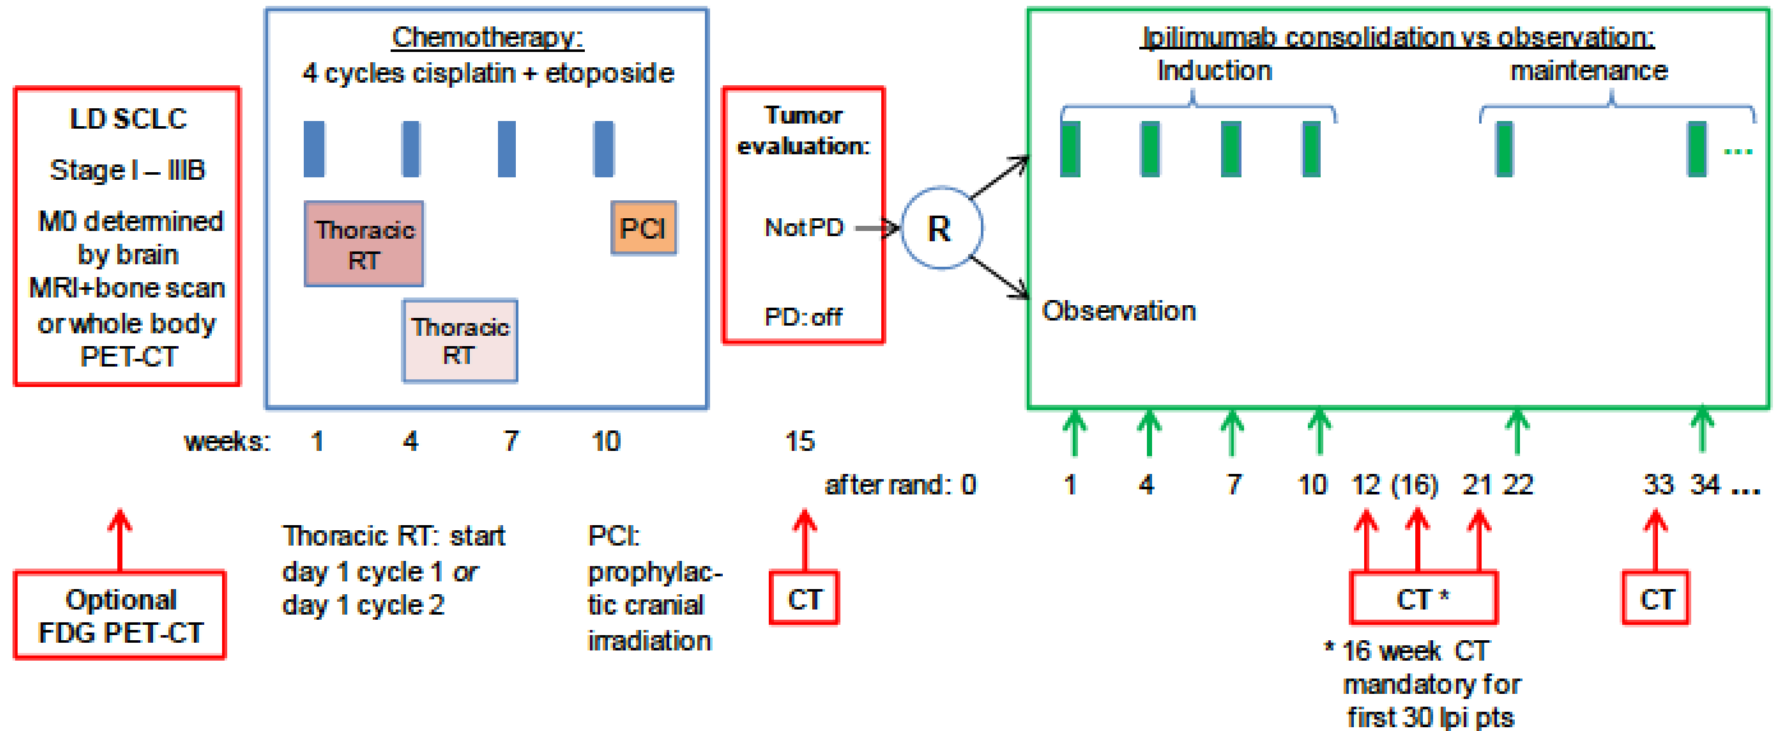 LD SCLC
Stage I – IIIB
M0 determined
by brain
MRI+bone scan
or whole body
PET-CT
Chemotherapy:
4 cycles cisplatin + etoposide
Thoracic
RT
PCI
Thoracic
RT
Tumor
evaluation:
Not PD
PD: off
R
Ipilimumab consolidation vs observation:
Induction
maintenance
...
Observation
weeks: 1 4 7 10 15
after rand: 0 1 4 7 10 12 (16) 21 22 33 34 ...
Optional
FDG PET-CT
Thoracic RT: start
day 1 cycle 1 or
day 1 cycle 2
PCI:
prophylac-
tic cranial
irradiation
CT
CT *
CT
* 16 week CT
mandatory for
first 30 Ipi pts